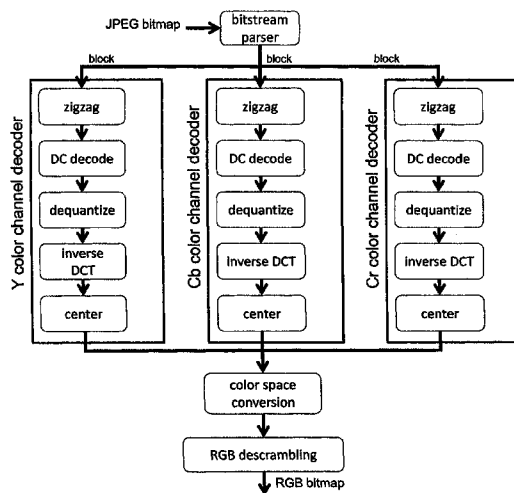 JPEG bitmap
bitstream
parser
block
block
block
Y color channel decoder
zigzag
DC decode
dequantize
inverse
DCT
center
Cb color channel decoder
zigzag
DC decode
dequantize
inverse DCT
center
Cr color channel decoder
zigzag
DC decode
dequantize
inverse DCT
center
color space
conversion
RGB descrambling
RGB bitmap